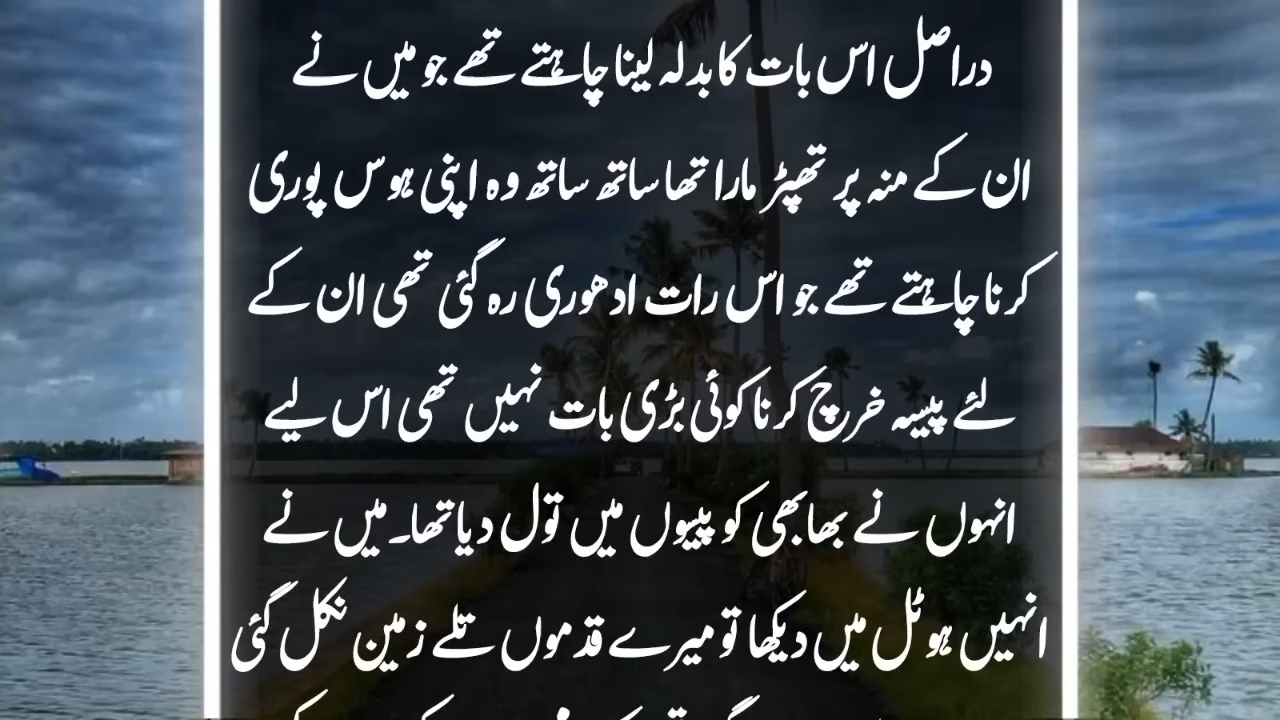 دراصل اس بات کا بدلہ لینا چاہتے تھے جو میں نے
ان کے منہ پر تھپڑ مارا تھا ساتھ ساتھ وہ اپنی ہوس پوری
کرنا چاہتے تھے جو اس رات ادھوری رہ گئی تھی ان کے
لئے پیسہ خرچ کرنا کوئی بڑی بات نہیں تھی اس لیے
انہوں نے بھابھی کو پیسوں میں تول دیا تھا۔ میں نے
انہیں ہوٹل میں دیکھا تو میرے قدموں تلے زمین نکل گئی